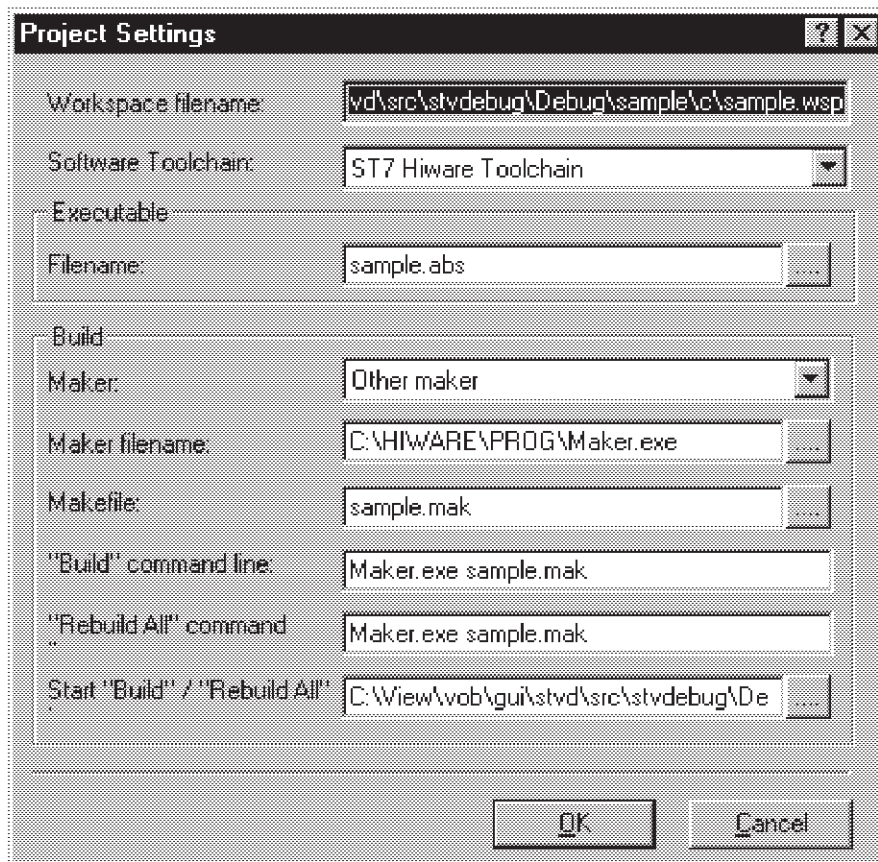 Project Settings
Workspace filename: vd\src\stvdebug\Debug\sample\c\sample.wsp
Software Toolchain: ST7 Hiware Toolchain
Executable
Filename: sample.abs ....
Build
Maker: Other maker
Maker filename: C:\HIWARE\PROG\Maker.exe ....
Makefile: sample.mak ....
"Build" command line: Maker.exe sample.mak
"Rebuild All" command Maker.exe sample.mak
Start "Build" / "Rebuild All" C:\View\vob\gui\stvd\src\stvdebug\De ....
OK Cancel